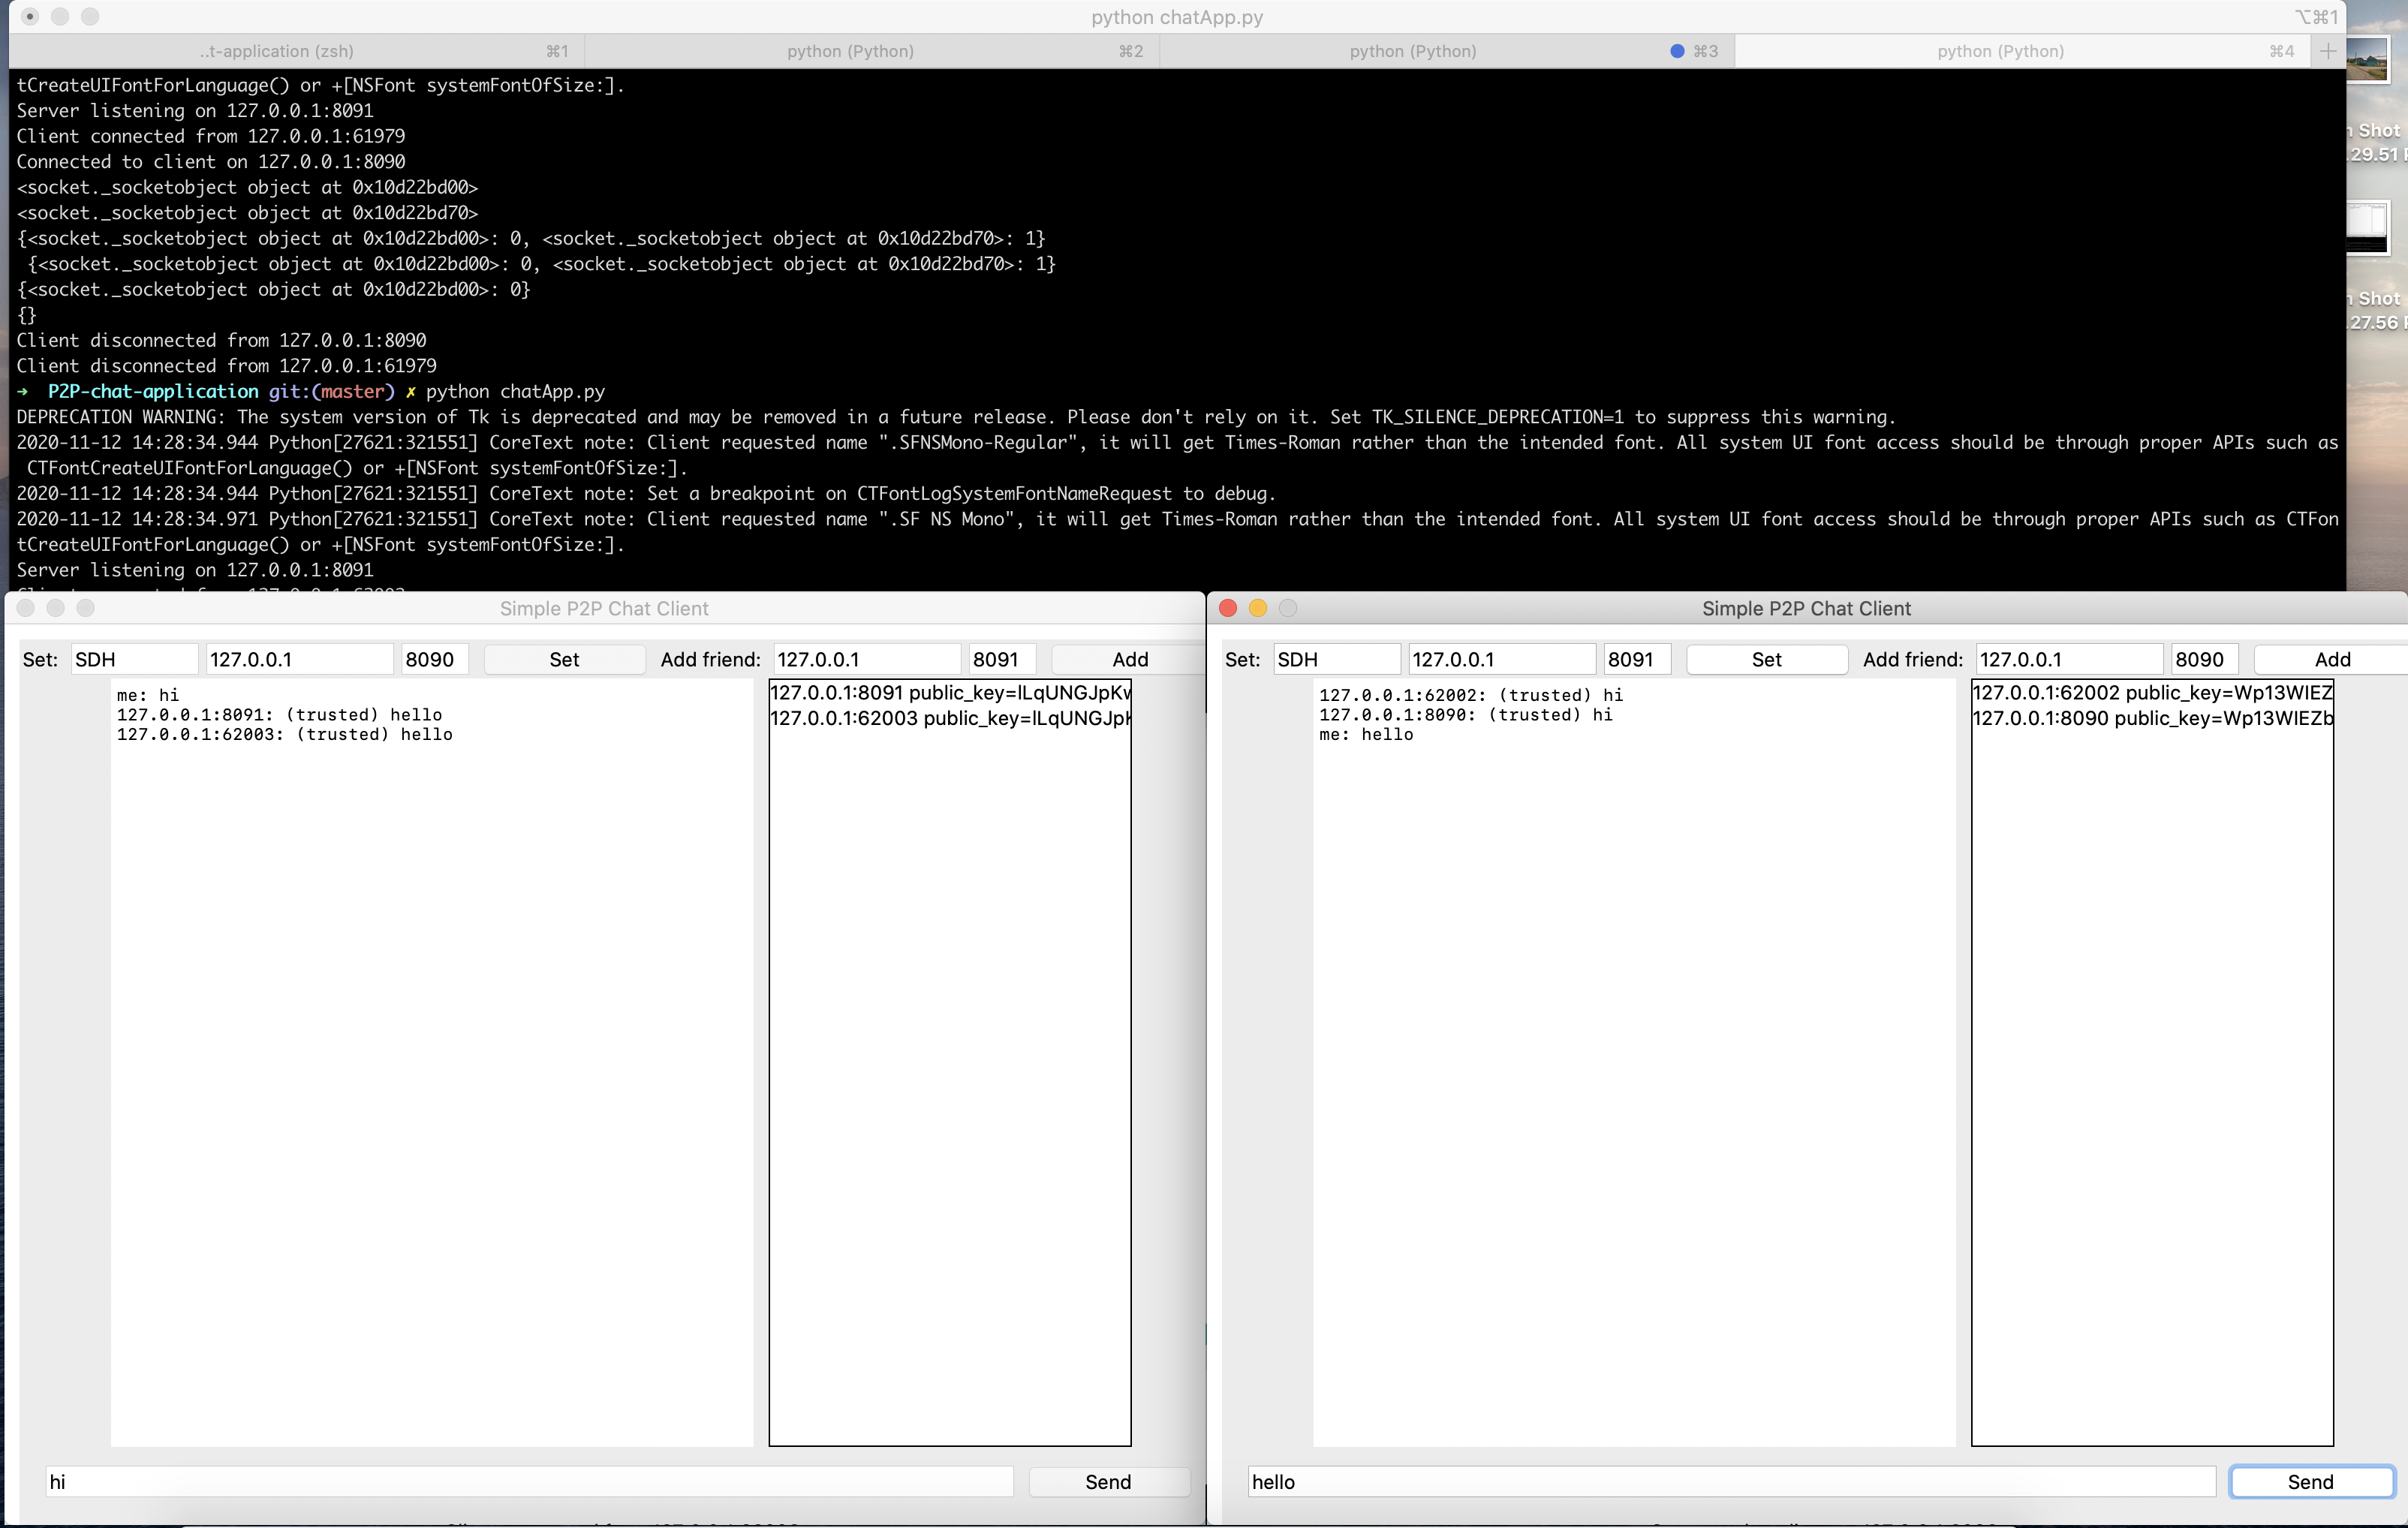 python chatApp.py
⌥⌘1
..t-application (zsh) ⌘1
python (Python) ⌘2
python (Python) ⌘3
python (Python) ⌘4
tCreateUIFontForLanguage() or +[NSFont systemFontOfSize:].
Server listening on 127.0.0.1:8091
Client connected from 127.0.0.1:61979
Connected to client on 127.0.0.1:8090
<socket._socketobject object at 0x10d22bd00>
<socket._socketobject object at 0x10d22bd70>
{<socket._socketobject object at 0x10d22bd00>: 0, <socket._socketobject object at 0x10d22bd70>: 1}
{<socket._socketobject object at 0x10d22bd00>: 0, <socket._socketobject object at 0x10d22bd70>: 1}
{<socket._socketobject object at 0x10d22bd00>: 0}
{}
Client disconnected from 127.0.0.1:8090
Client disconnected from 127.0.0.1:61979
➜ P2P-chat-application git:(master) ✗ python chatApp.py
DEPRECATION WARNING: The system version of Tk is deprecated and may be removed in a future release. Please don't rely on it. Set TK_SILENCE_DEPRECATION=1 to suppress this warning.
2020-11-12 14:28:34.944 Python[27621:321551] CoreText note: Client requested name ".SFNSMono-Regular", it will get Times-Roman rather than the intended font. All system UI font access should be through proper APIs such as
CTFontCreateUIFontForLanguage() or +[NSFont systemFontOfSize:].
2020-11-12 14:28:34.944 Python[27621:321551] CoreText note: Set a breakpoint on CTFontLogSystemFontNameRequest to debug.
2020-11-12 14:28:34.971 Python[27621:321551] CoreText note: Client requested name ".SF NS Mono", it will get Times-Roman rather than the intended font. All system UI font access should be through proper APIs such as CTFon
tCreateUIFontForLanguage() or +[NSFont systemFontOfSize:].
Server listening on 127.0.0.1:8091
Shot
29.51
Shot
27.56
Simple P2P Chat Client
Set: SDH 127.0.0.1 8090 Set Add friend: 127.0.0.1 8091 Add
me: hi
127.0.0.1:8091: (trusted) hello
127.0.0.1:62003: (trusted) hello
127.0.0.1:8091 public_key=lLqUNGJpKw
127.0.0.1:62003 public_key=lLqUNGJpK
hi Send
Simple P2P Chat Client
Set: SDH 127.0.0.1 8091 Set Add friend: 127.0.0.1 8090 Add
127.0.0.1:62002: (trusted) hi
127.0.0.1:8090: (trusted) hi
me: hello
127.0.0.1:62002 public_key=Wp13WIEZ
127.0.0.1:8090 public_key=Wp13WIEZb
hello Send